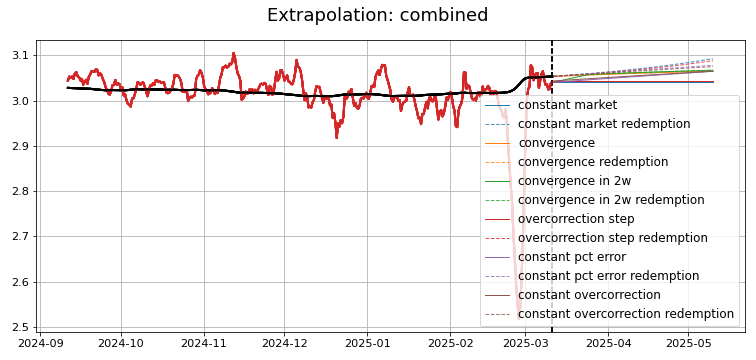 Extrapolation: combined
3.1
3.0
2.9
2.8
2.7
2.6
2.5
constant market
constant market redemption
convergence
convergence redemption
convergence in 2w
convergence in 2w redemption
overcorrection step
overcorrection step redemption
constant pct error
constant pct error redemption
constant overcorrection
constant overcorrection redemption
2024-09 2024-10 2024-11 2024-12 2025-01 2025-02 2025-03 2025-04 2025-05